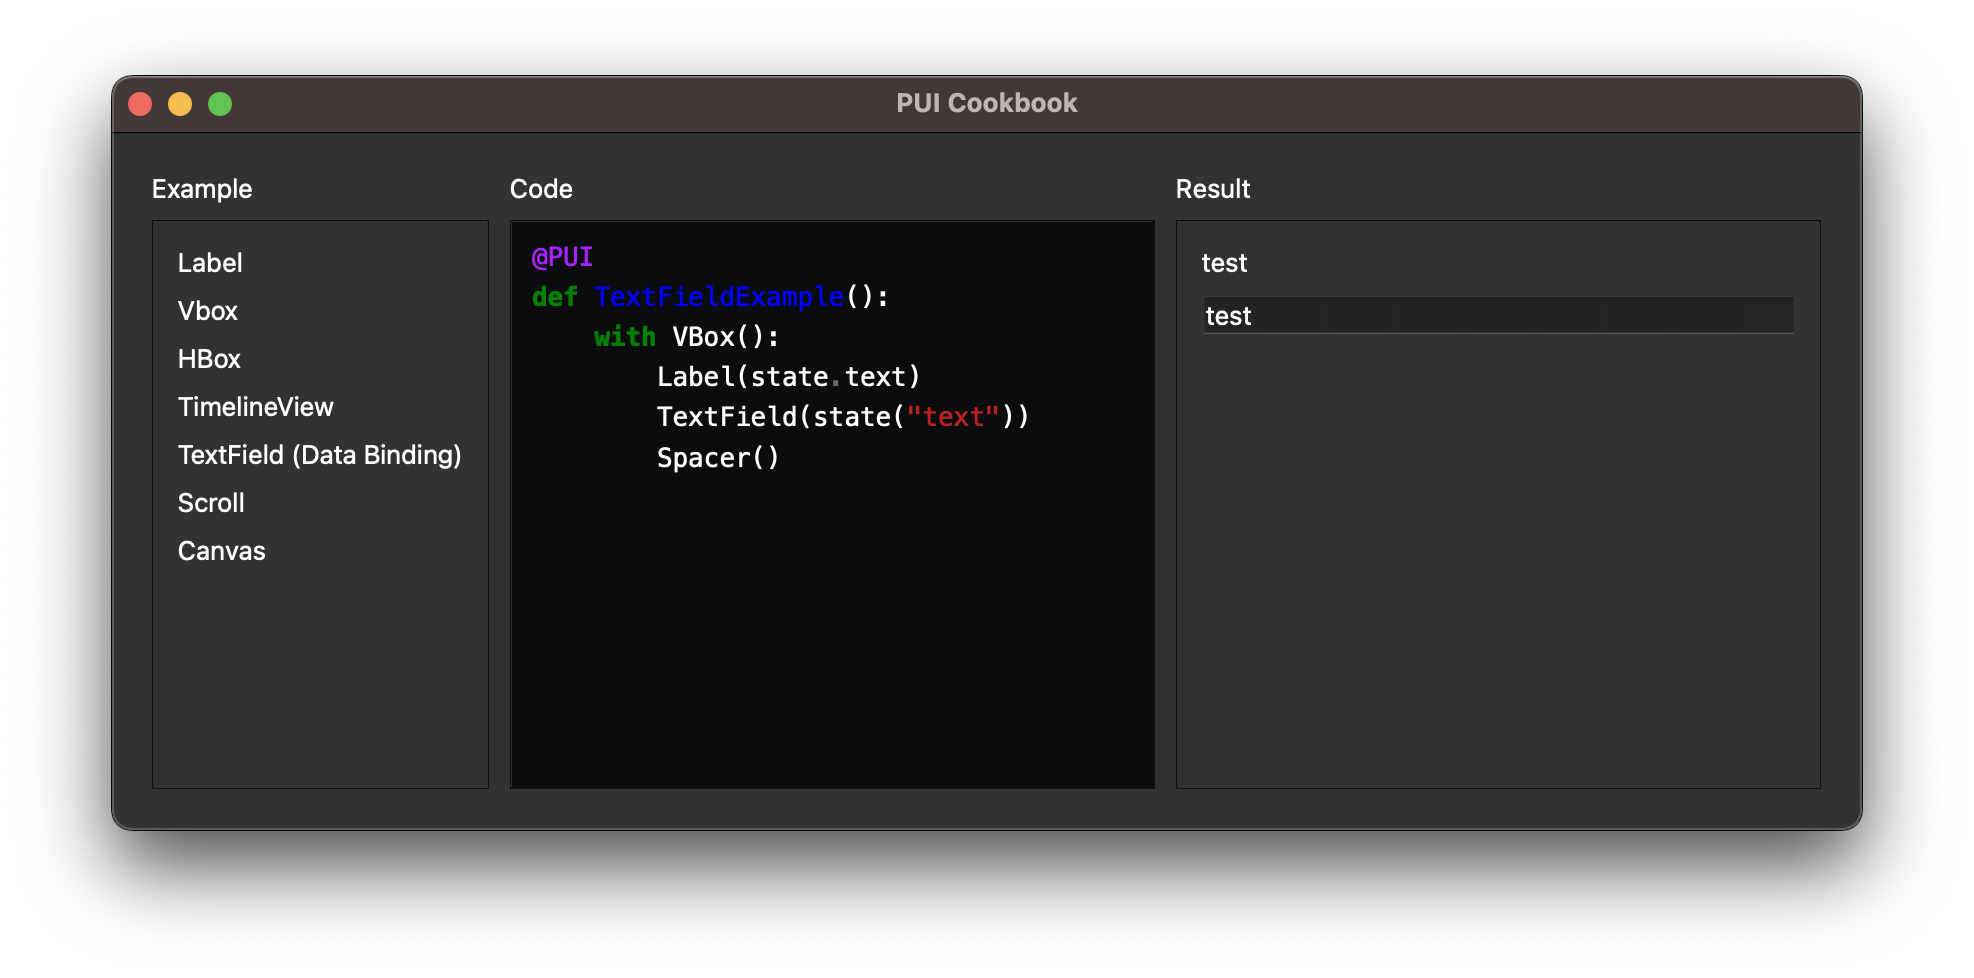 PUI Cookbook
Example
Label
Vbox
HBox
TimelineView
TextField (Data Binding)
Scroll
Canvas
Code
@PUI
def TextFieldExample():
    with VBox():
        Label(state.text)
        TextField(state("text"))
        Spacer()
Result
test
test